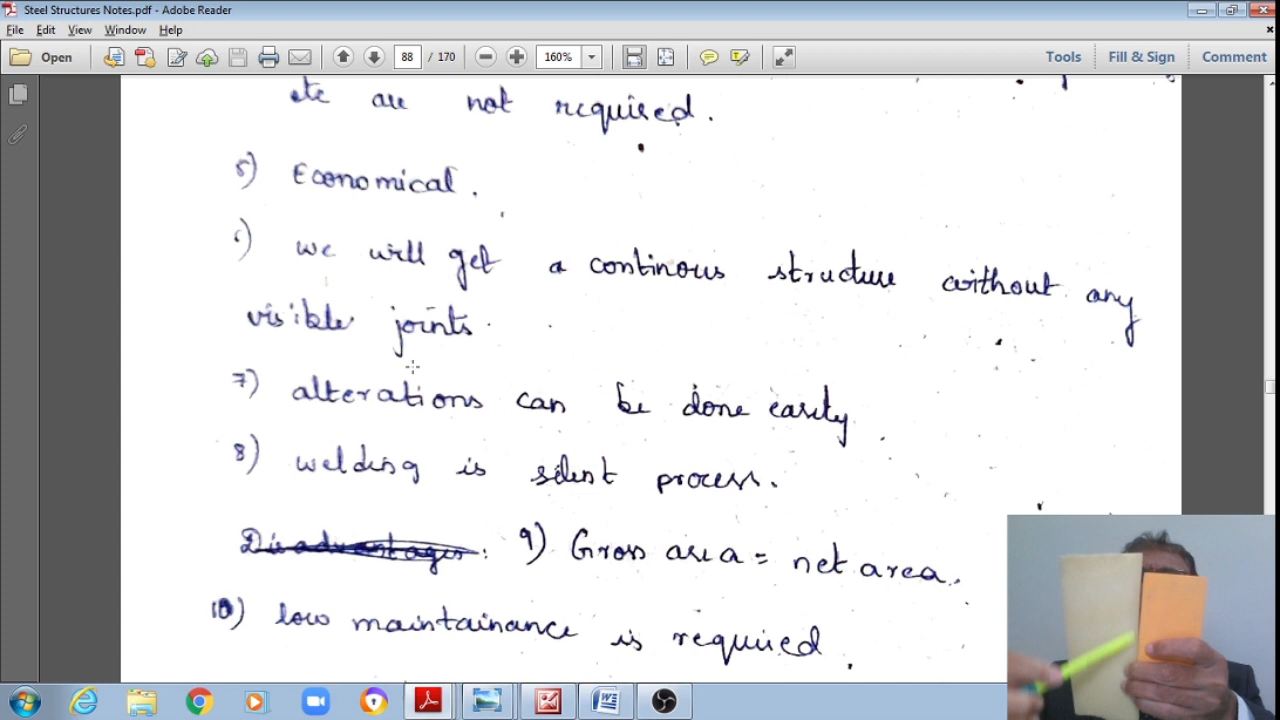 Steel Structures Notes.pdf - Adobe Reader
File Edit View Window Help
Open 88 / 170 160% Tools Fill & Sign Comment
etc are not required.
5) Economical.
6) we will get a continous structure without any
visible joints.
7) alterations can be done easily.
8) welding is silent process.
Disadvantages: 9) Gross area = net area.
10) low maintainance is required.